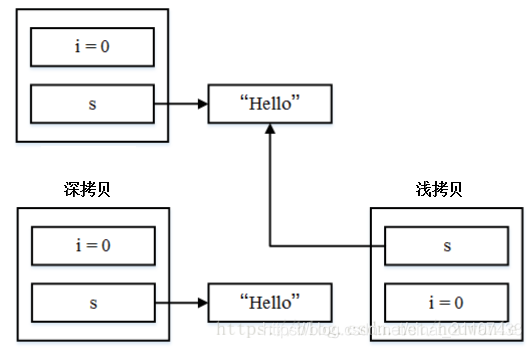 i = 0
s
“Hello”
深拷贝
浅拷贝
i = 0
s
s
“Hello”
i = 0